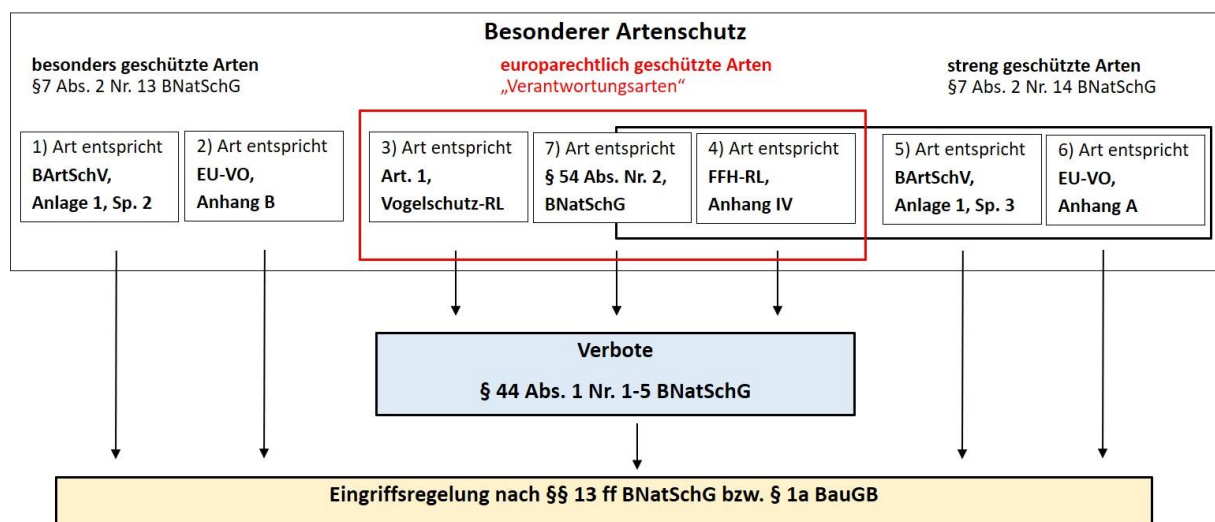 Besonderer Artenschutz
besonders geschützte Arten
§7 Abs. 2 Nr. 13 BNatSchG
europarechtlich geschützte Arten
„Verantwortungsarten“
streng geschützte Arten
§7 Abs. 2 Nr. 14 BNatSchG
1) Art entspricht
BArtSchV,
Anlage 1, Sp. 2
2) Art entspricht
EU-VO,
Anhang B
3) Art entspricht
Art. 1,
Vogelschutz-RL
7) Art entspricht
§ 54 Abs. Nr. 2,
BNatSchG
4) Art entspricht
FFH-RL,
Anhang IV
5) Art entspricht
BArtSchV,
Anlage 1, Sp. 3
6) Art entspricht
EU-VO,
Anhang A
Verbote
§ 44 Abs. 1 Nr. 1-5 BNatSchG
Eingriffsregelung nach §§ 13 ff BNatSchG bzw. § 1a BauGB